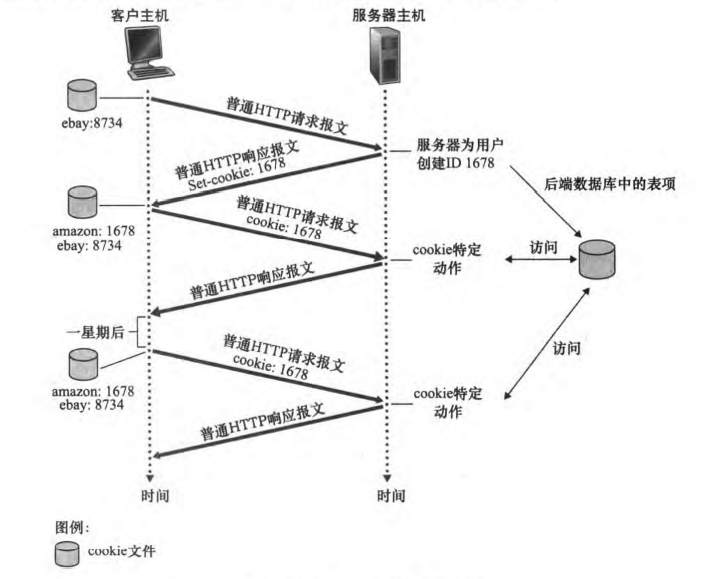 客户主机
服务器主机
ebay:8734
普通HTTP请求报文
服务器为用户
创建ID 1678
普通HTTP响应报文
Set-cookie: 1678
后端数据库中的表项
amazon: 1678
ebay: 8734
普通HTTP请求报文
cookie: 1678
cookie特定
动作
访问
普通HTTP响应报文
一星期后
访问
amazon: 1678
ebay: 8734
普通HTTP请求报文
cookie: 1678
cookie特定
动作
普通HTTP响应报文
时间
时间
图例:
cookie文件